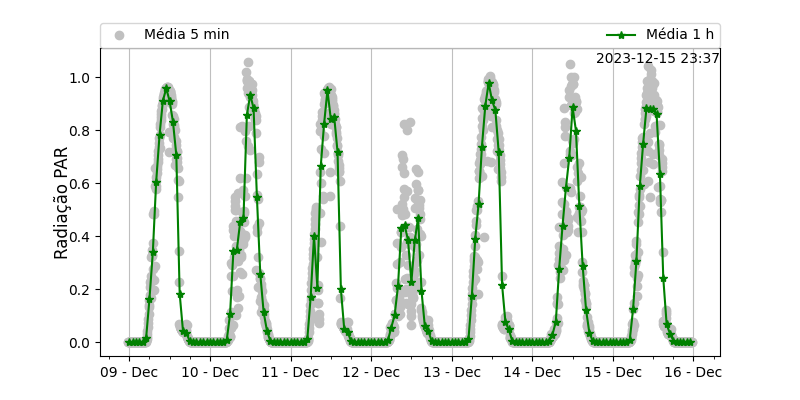 Média 5 min
Média 1 h
2023-12-15 23:37
Radiação PAR
1.0
0.8
0.6
0.4
0.2
0.0
09 - Dec
10 - Dec
11 - Dec
12 - Dec
13 - Dec
14 - Dec
15 - Dec
16 - Dec